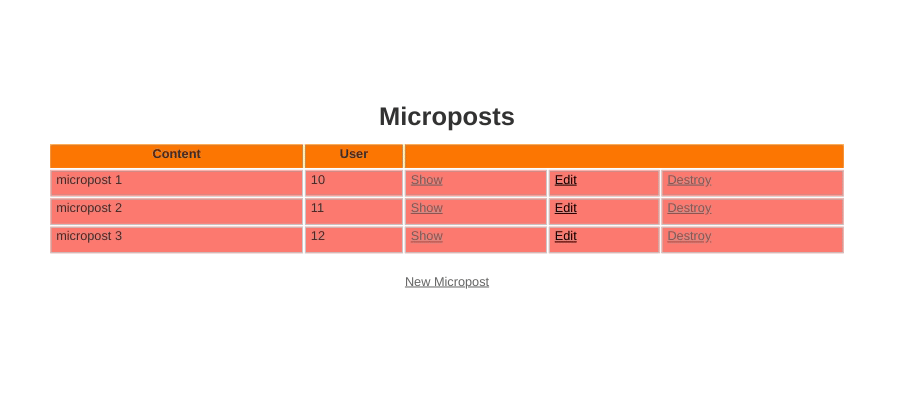 Microposts
Content User
micropost 1 10 Show Edit Destroy
micropost 2 11 Show Edit Destroy
micropost 3 12 Show Edit Destroy
New Micropost